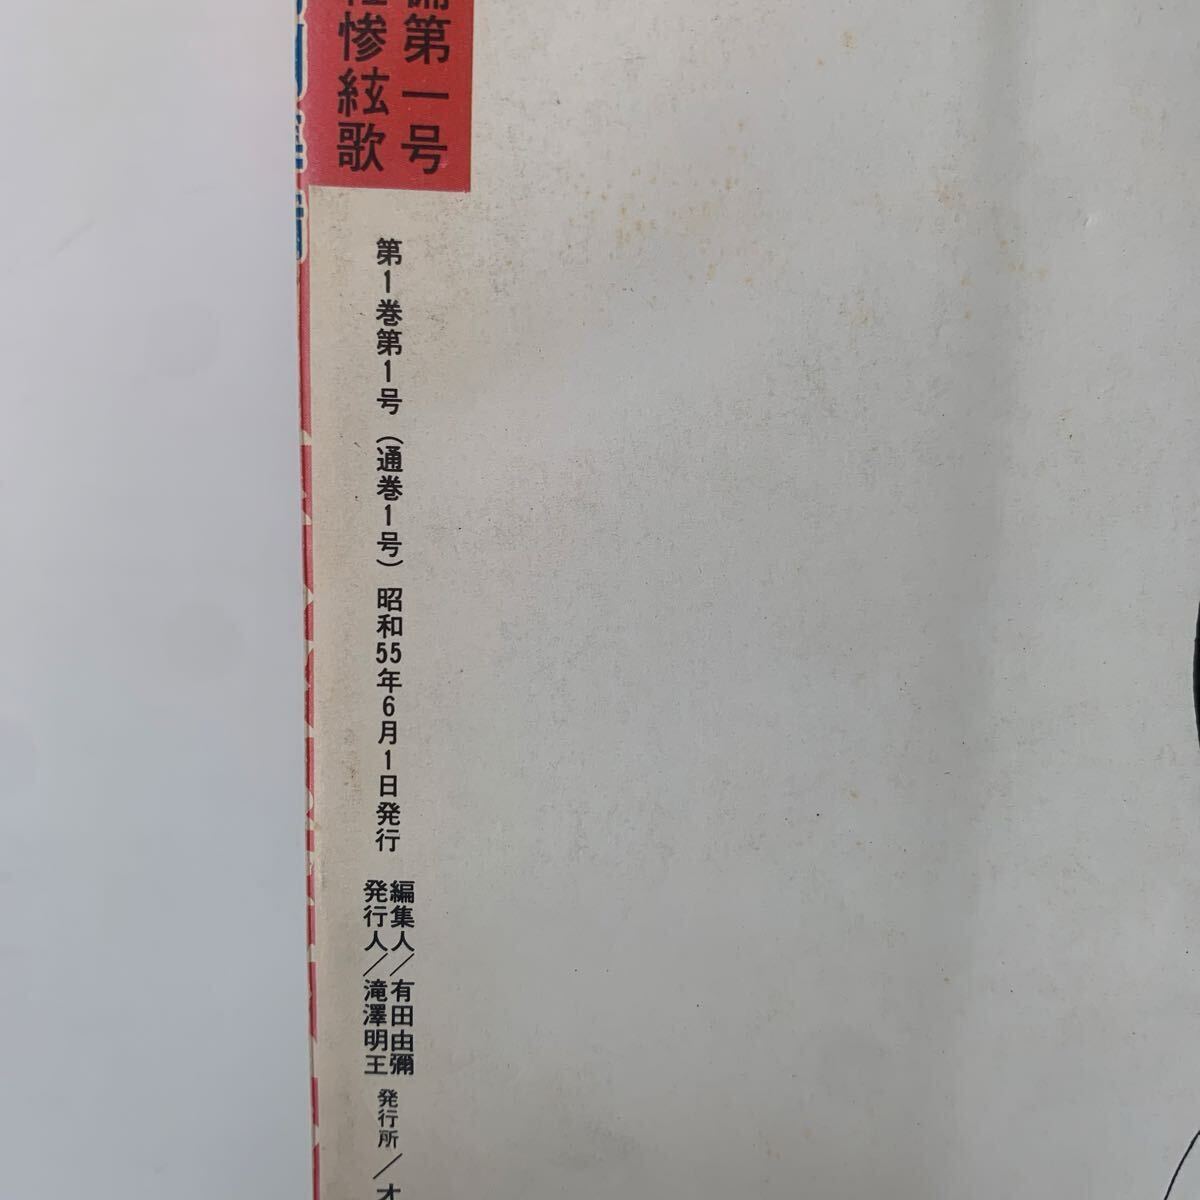 第一号
惨絃歌
第1巻第1号(通巻1号) 昭和55年6月1日発行
編集人/有田由彌
発行人/滝澤明王
発行所/オ